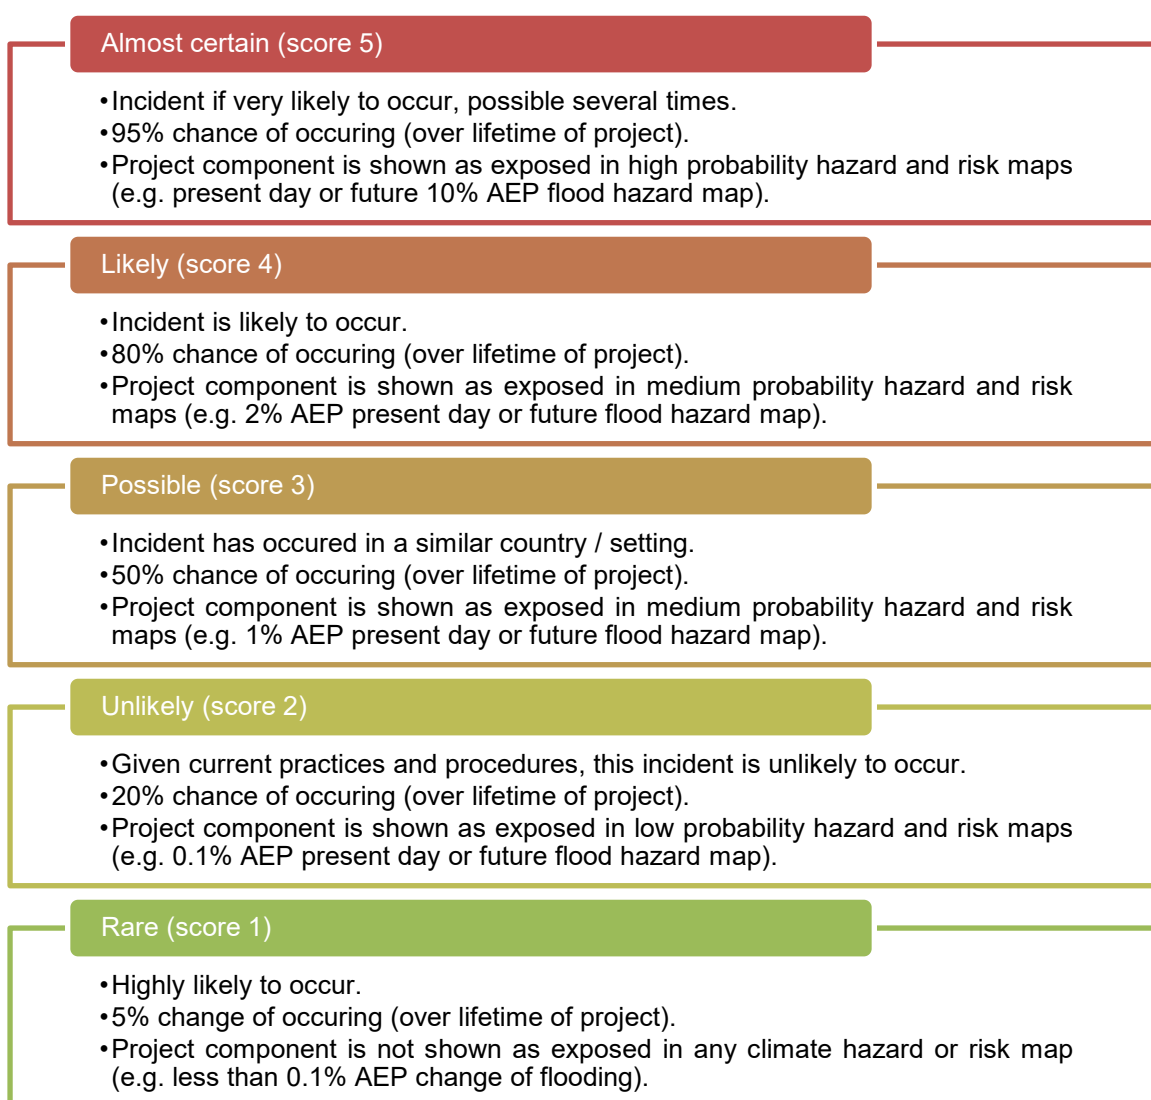 Almost certain (score 5)
•Incident if very likely to occur, possible several times.
•95% chance of occuring (over lifetime of project).
•Project component is shown as exposed in high probability hazard and risk maps
(e.g. present day or future 10% AEP flood hazard map).
Likely (score 4)
•Incident is likely to occur.
•80% chance of occuring (over lifetime of project).
•Project component is shown as exposed in medium probability hazard and risk
maps (e.g. 2% AEP present day or future flood hazard map).
Possible (score 3)
•Incident has occured in a similar country / setting.
•50% chance of occuring (over lifetime of project).
•Project component is shown as exposed in medium probability hazard and risk
maps (e.g. 1% AEP present day or future flood hazard map).
Unlikely (score 2)
•Given current practices and procedures, this incident is unlikely to occur.
•20% chance of occuring (over lifetime of project).
•Project component is shown as exposed in low probability hazard and risk maps
(e.g. 0.1% AEP present day or future flood hazard map).
Rare (score 1)
•Highly likely to occur.
•5% change of occuring (over lifetime of project).
•Project component is not shown as exposed in any climate hazard or risk map
(e.g. less than 0.1% AEP change of flooding).